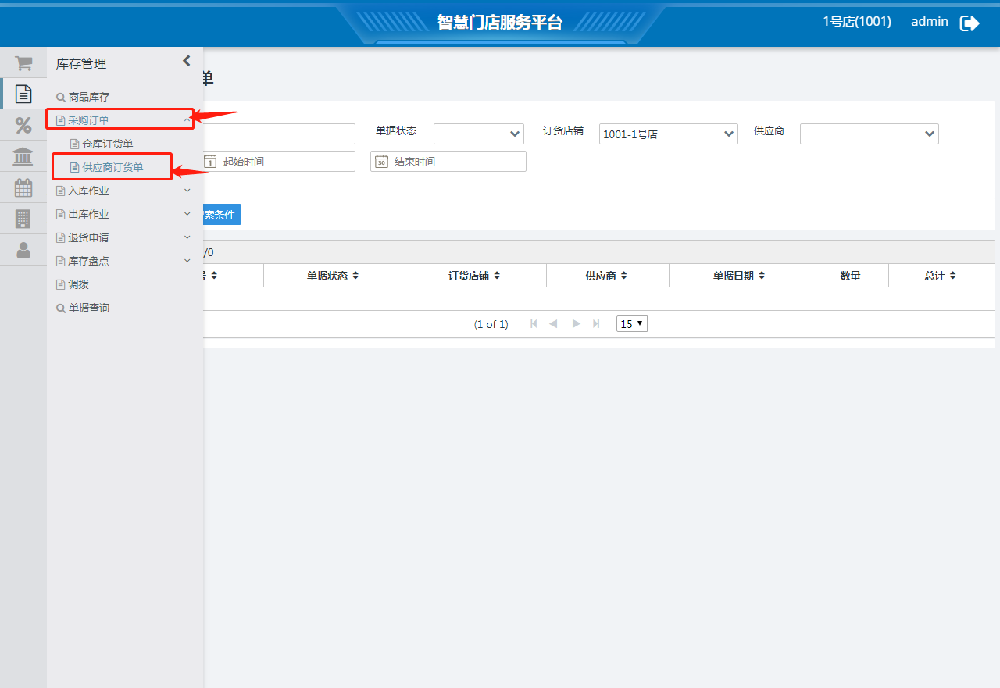 智慧门店服务平台
1号店(1001) admin
库存管理
商品库存
采购订单
仓库订货单
供应商订货单
入库作业
出库作业
退货申请
库存盘点
调拨
单据查询
单
单据状态 订货店铺 1001-1号店 供应商
1 起始时间 30 结束时间
索条件
/0
号 单据状态 订货店铺 供应商 单据日期 数量 总计
(1 of 1) 15